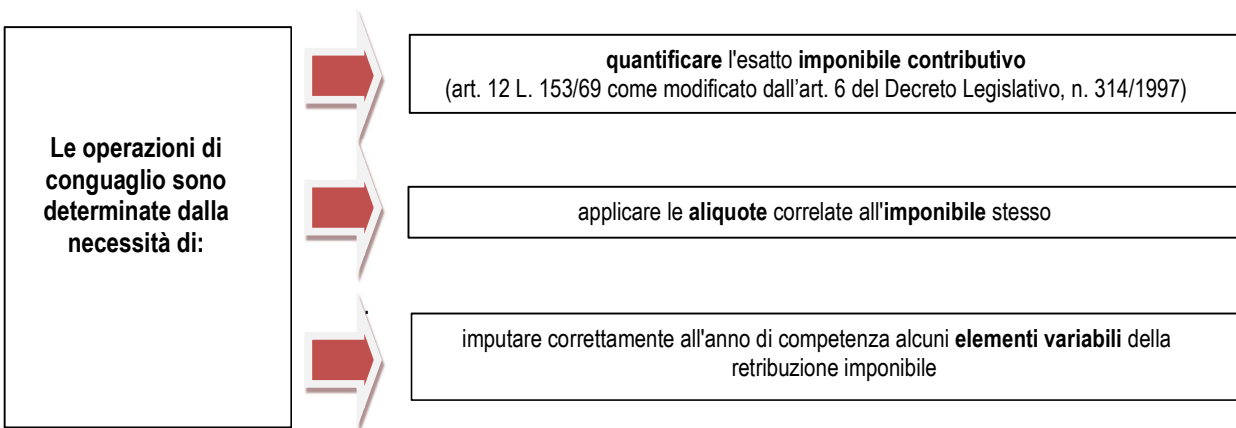 Le operazioni di
conguaglio sono
determinate dalla
necessità di:
quantificare l'esatto imponibile contributivo
(art. 12 L. 153/69 come modificato dall'art. 6 del Decreto Legislativo, n. 314/1997)
applicare le aliquote correlate all'imponibile stesso
.
imputare correttamente all'anno di competenza alcuni elementi variabili della
retribuzione imponibile